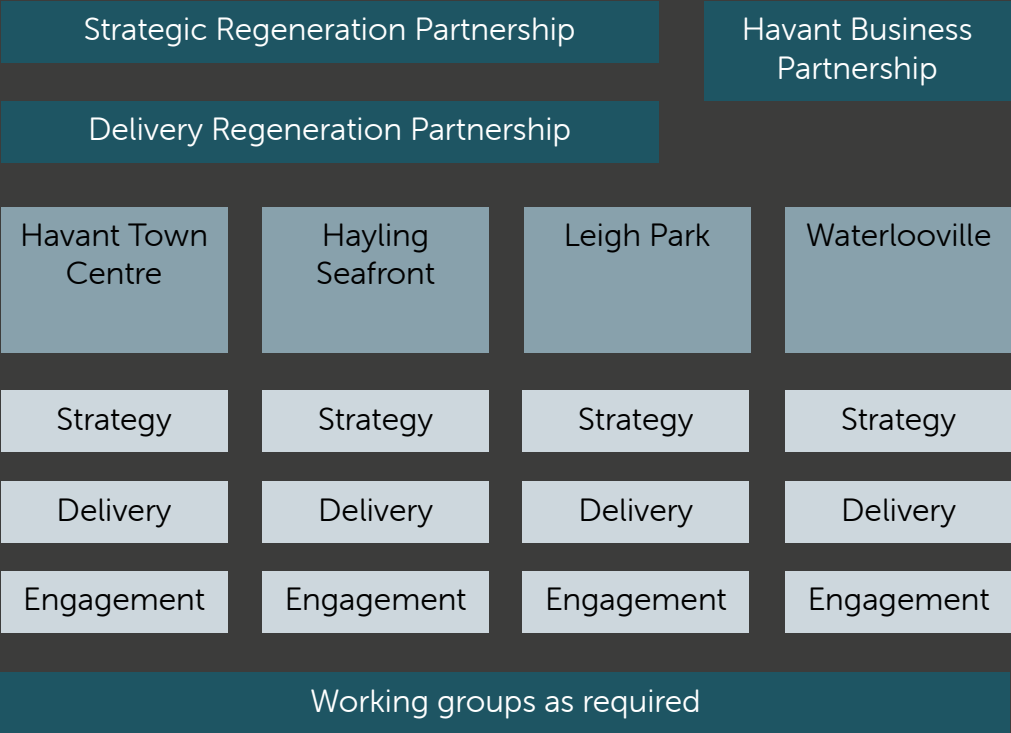 Strategic Regeneration Partnership
Havant Business
Partnership
Delivery Regeneration Partnership
Havant Town
Centre
Hayling
Seafront
Leigh Park
Waterlooville
Strategy
Strategy
Strategy
Strategy
Delivery
Delivery
Delivery
Delivery
Engagement
Engagement
Engagement
Engagement
Working groups as required